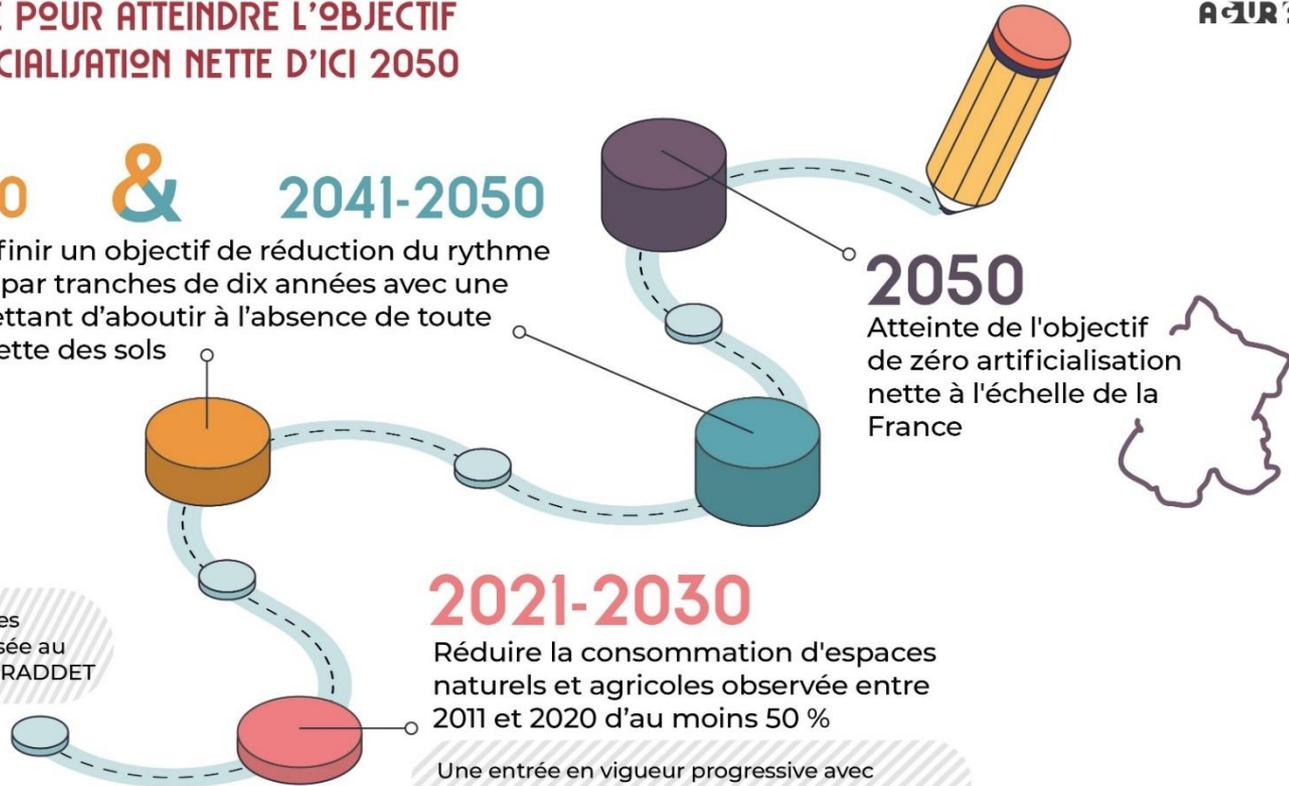 E POUR ATTEINDRE L'OBJECTIF
CIALISATION NETTE D'ICI 2050
AGUR
0 & 2041-2050
finir un objectif de réduction du rythme
par tranches de dix années avec une
ettant d'aboutir à l'absence de toute
ette des sols
2050
Atteinte de l'objectif
de zéro artificialisation
nette à l'échelle de la
France
es
sée au
RADDET
2021-2030
Réduire la consommation d'espaces
naturels et agricoles observée entre
2011 et 2020 d'au moins 50 %
Une entrée en vigueur progressive avec